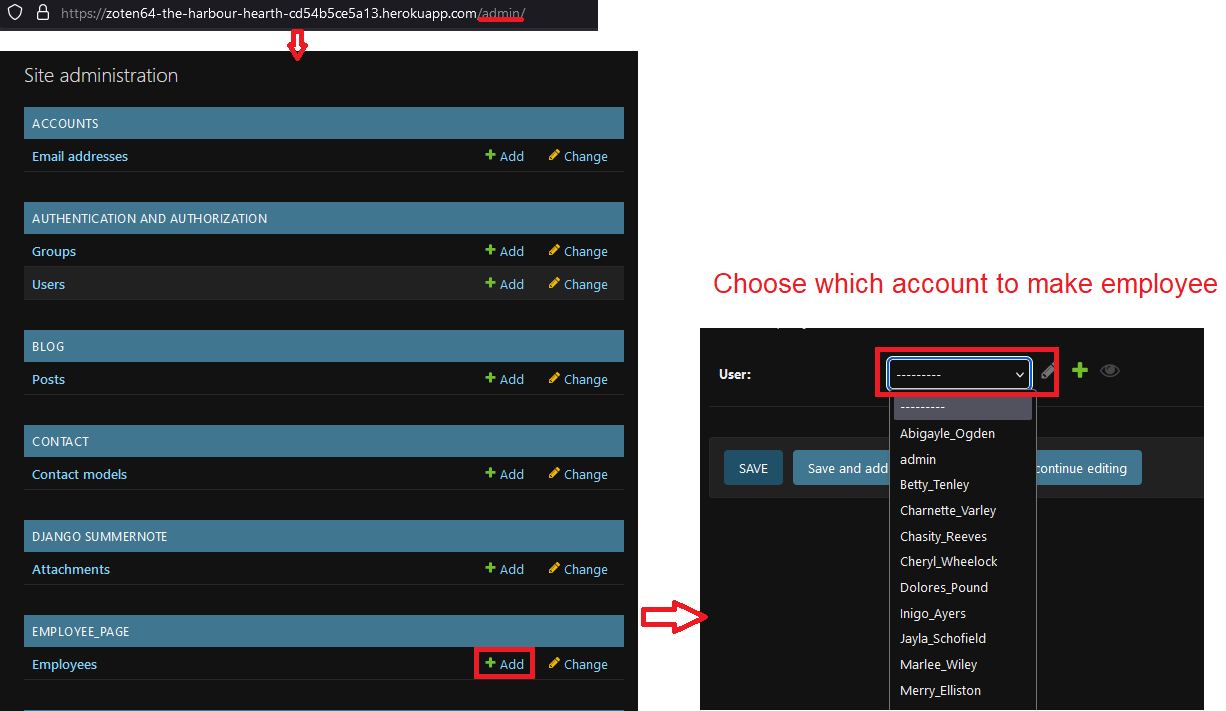 https://zoten64-the-harbour-hearth-cd54b5ce5a13.herokuapp.com/admin/
Site administration
ACCOUNTS
Email addresses Add Change
AUTHENTICATION AND AUTHORIZATION
Groups Add Change
Users Add Change
BLOG
Posts Add Change
CONTACT
Contact models Add Change
DJANGO SUMMERNOTE
Attachments Add Change
EMPLOYEE_PAGE
Employees Add Change
Choose which account to make employee
User: ---------
---------
Abigayle_Ogden
admin
Betty_Tenley
Charnette_Varley
Chasity_Reeves
Cheryl_Wheelock
Dolores_Pound
Inigo_Ayers
Jayla_Schofield
Marlee_Wiley
Merry_Elliston
SAVE Save and add continue editing